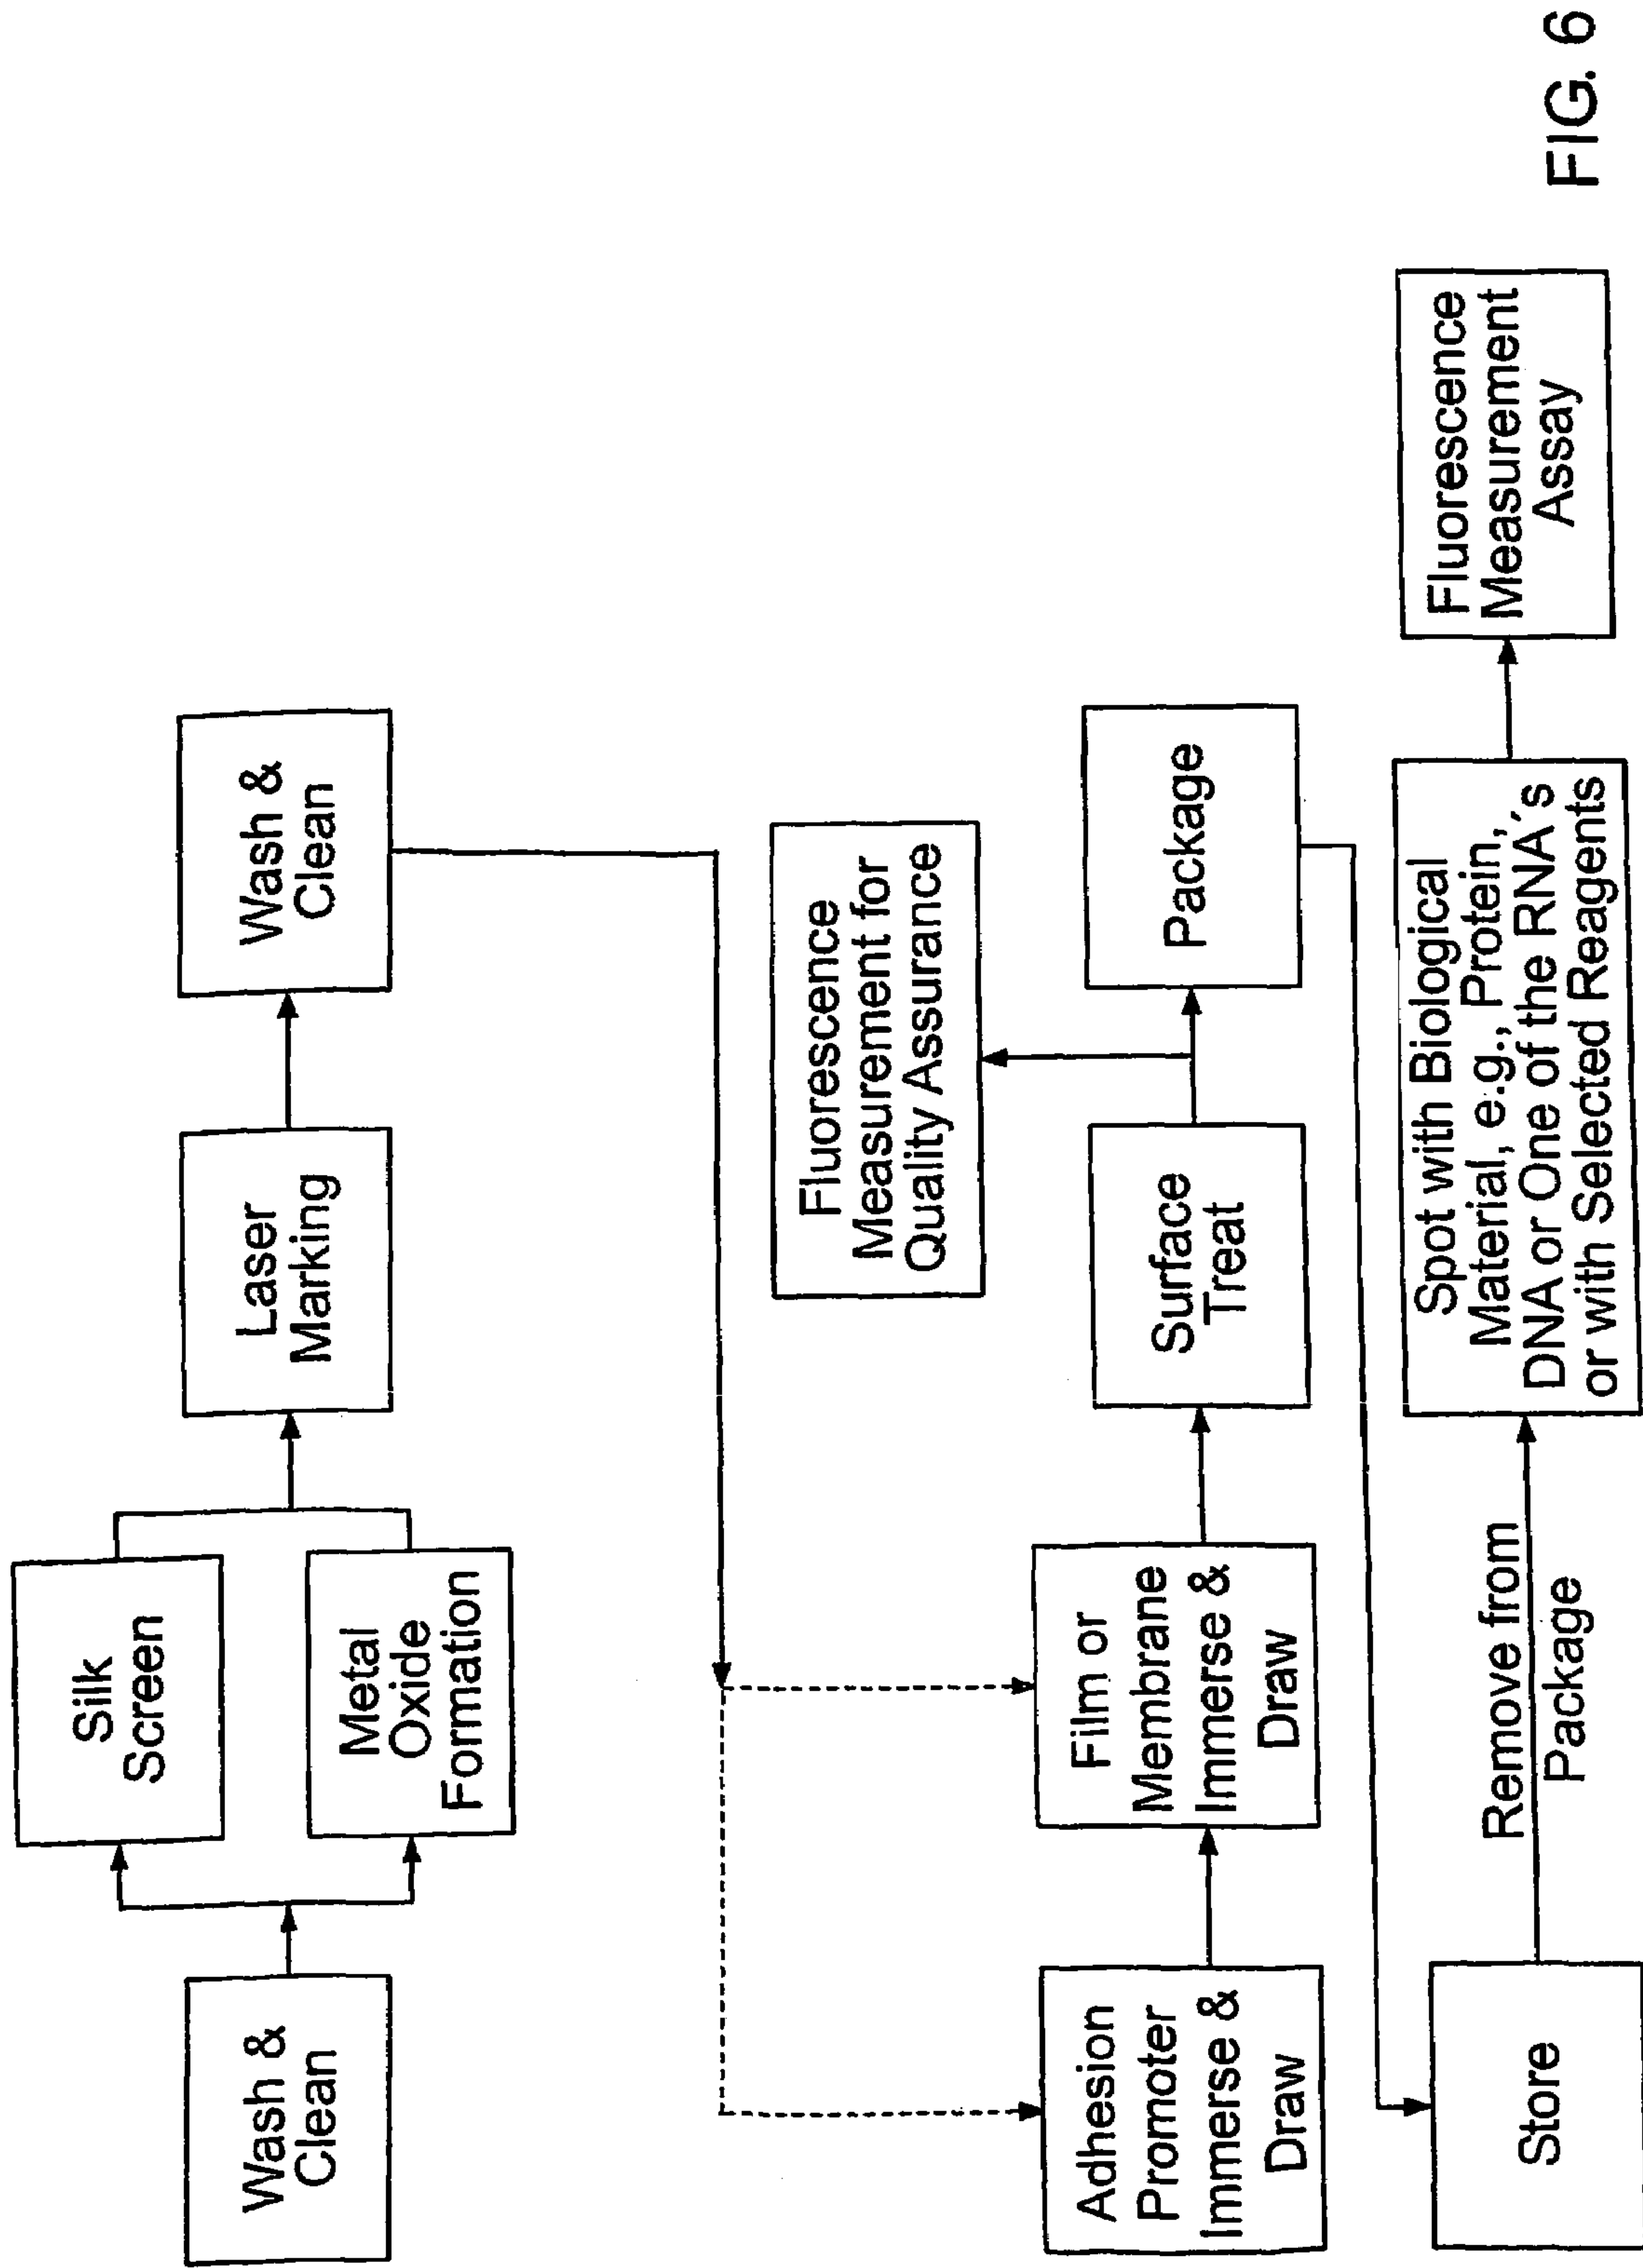 Wash &
Clean
Silk
Screen
Metal
Oxide
Formation
Laser
Marking
Wash &
Clean
Fluorescence
Measurement for
Quality Assurance
Adhesion
Promoter
Immerse &
Draw
Film or
Membrane
Immerse &
Draw
Surface
Treat
Package
Store
Remove from
Package
Spot with Biological
Material, e.g., Protein,
DNA or One of the RNA's
or with Selected Reagents
Fluorescence
Measurement
Assay
FIG. 6